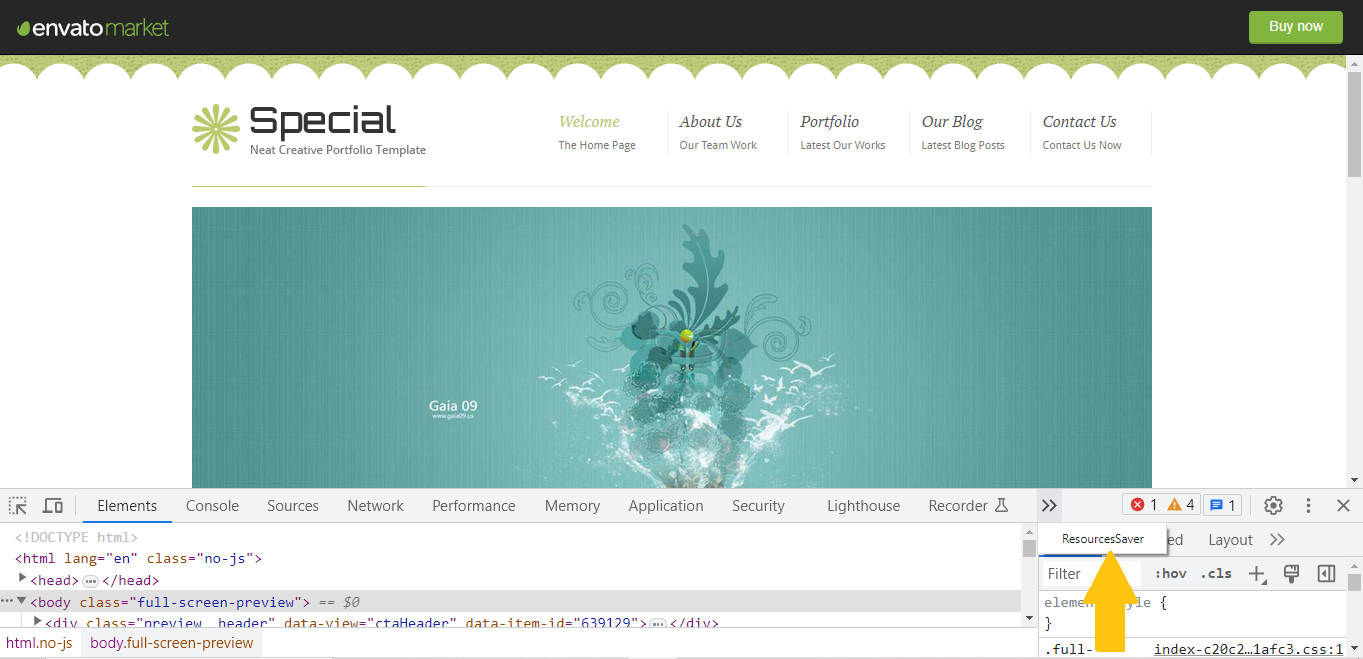 envato market
Buy now
Special
Neat Creative Portfolio Template
Welcome
The Home Page
About Us
Our Team Work
Portfolio
Latest Our Works
Our Blog
Latest Blog Posts
Contact Us
Contact Us Now
Gaia 09
www.gaia09.us
Elements Console Sources Network Performance Memory Application Security Lighthouse Recorder 1 4 1
<!DOCTYPE html>
<html lang="en" class="no-js">
<head> ⋯ </head>
⋯ <body class="full-screen-preview"> == $0
<div class="preview__header" data-view="ctaHeader" data-item-id="639129"> ⋯ </div>
html.no-js body.full-screen-preview
ResourcesSaver ed Layout
Filter :hov .cls
element.style {
}
.full- index-c20c2…1afc3.css:1